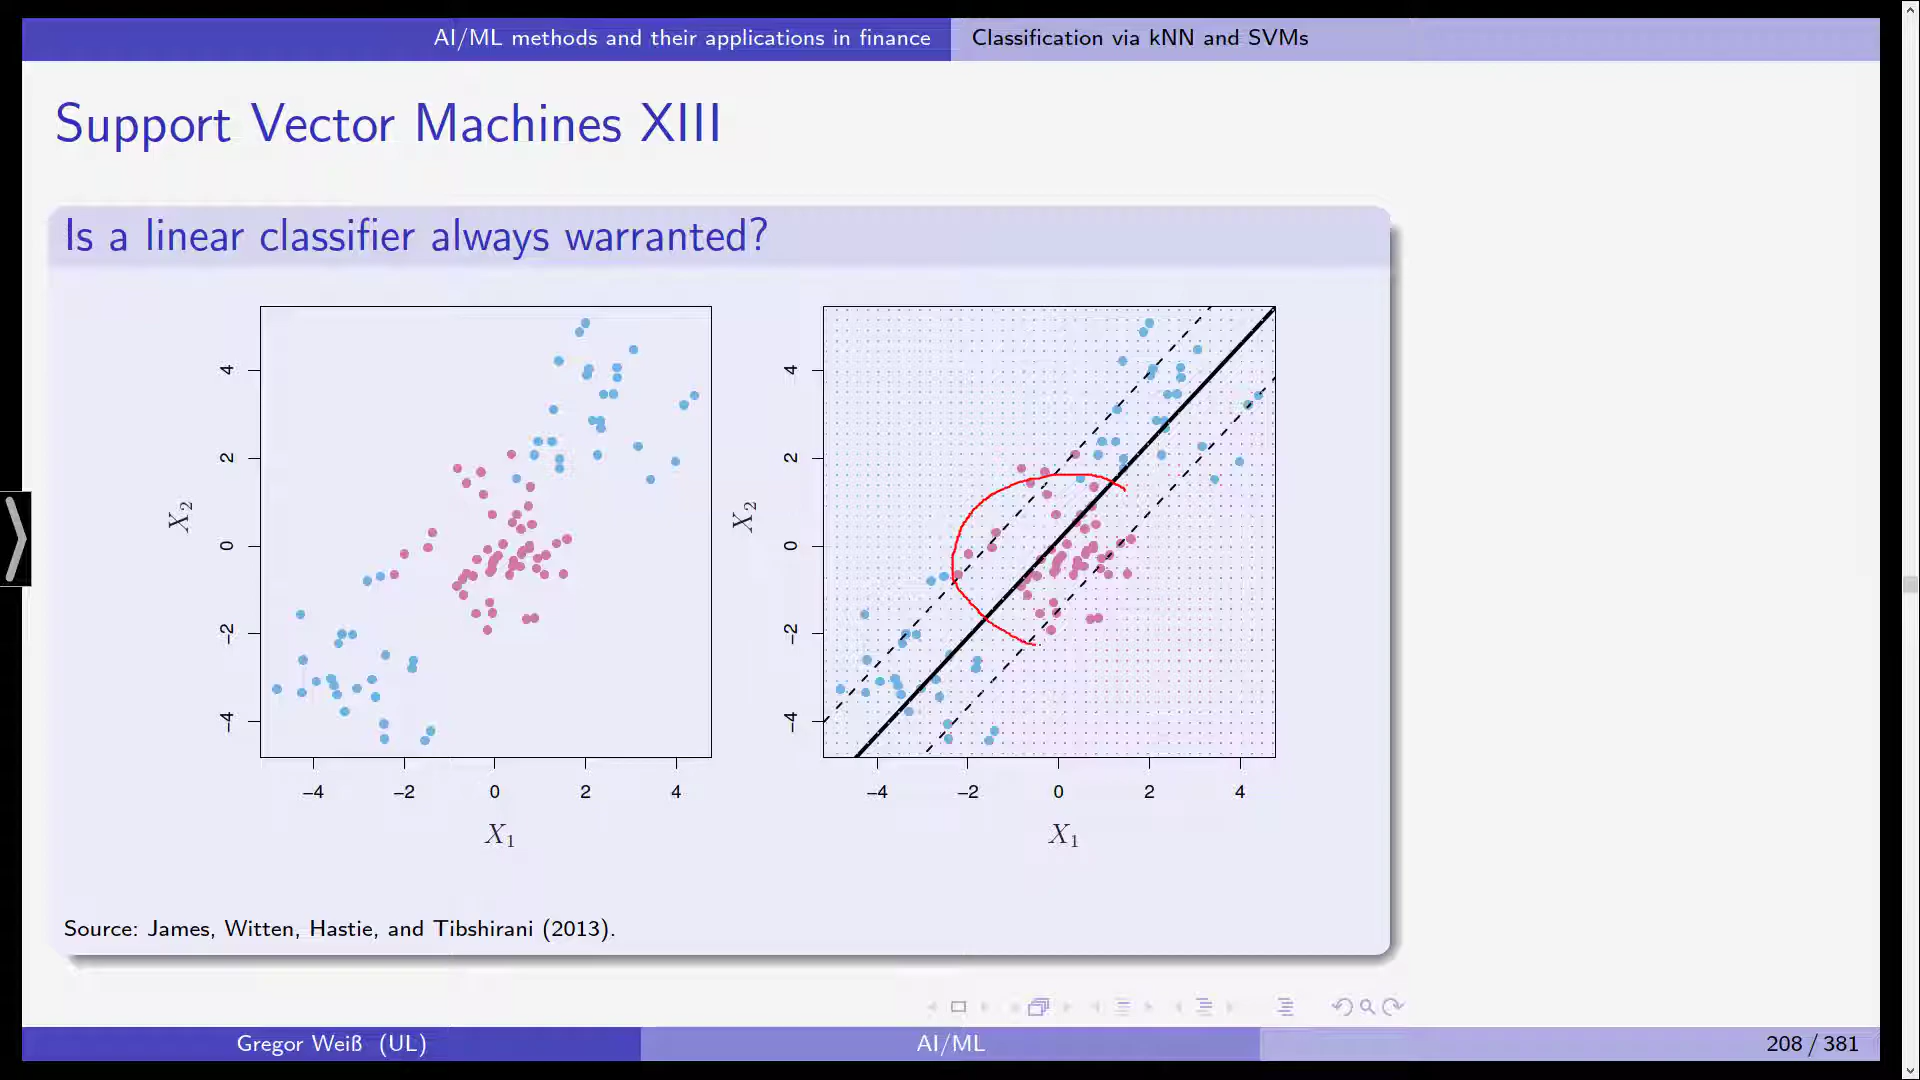 AI/ML methods and their applications in finance Classification via kNN and SVMs
Support Vector Machines XIII
Is a linear classifier always warranted?
4
2
0
−2
−4
X2
−4 −2 0 2 4
X1
4
2
0
−2
−4
X2
−4 −2 0 2 4
X1
Source: James, Witten, Hastie, and Tibshirani (2013).
Gregor Weiß (UL) AI/ML 208 / 381